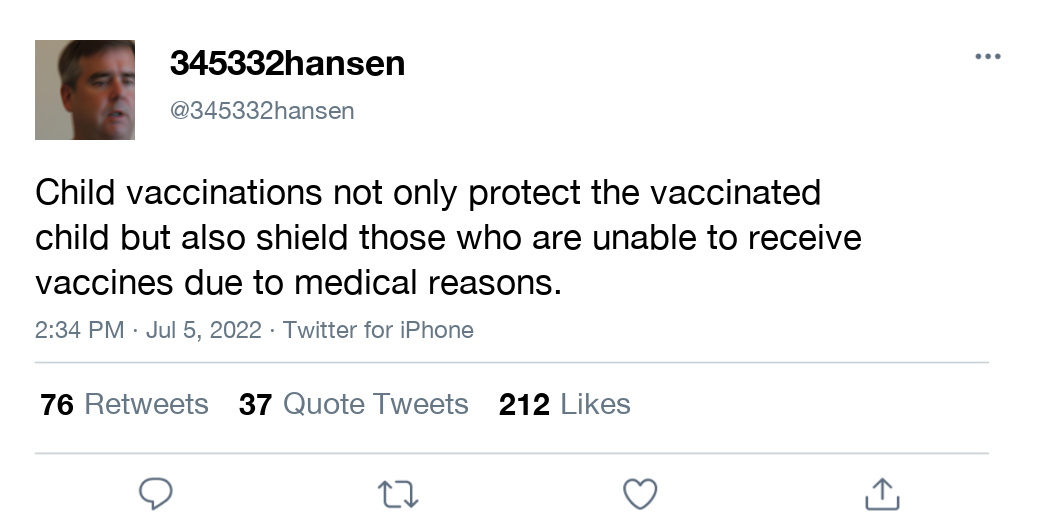 345332hansen
@345332hansen
Child vaccinations not only protect the vaccinated
child but also shield those who are unable to receive
vaccines due to medical reasons.
2:34 PM · Jul 5, 2022 · Twitter for iPhone
76 Retweets 37 Quote Tweets 212 Likes